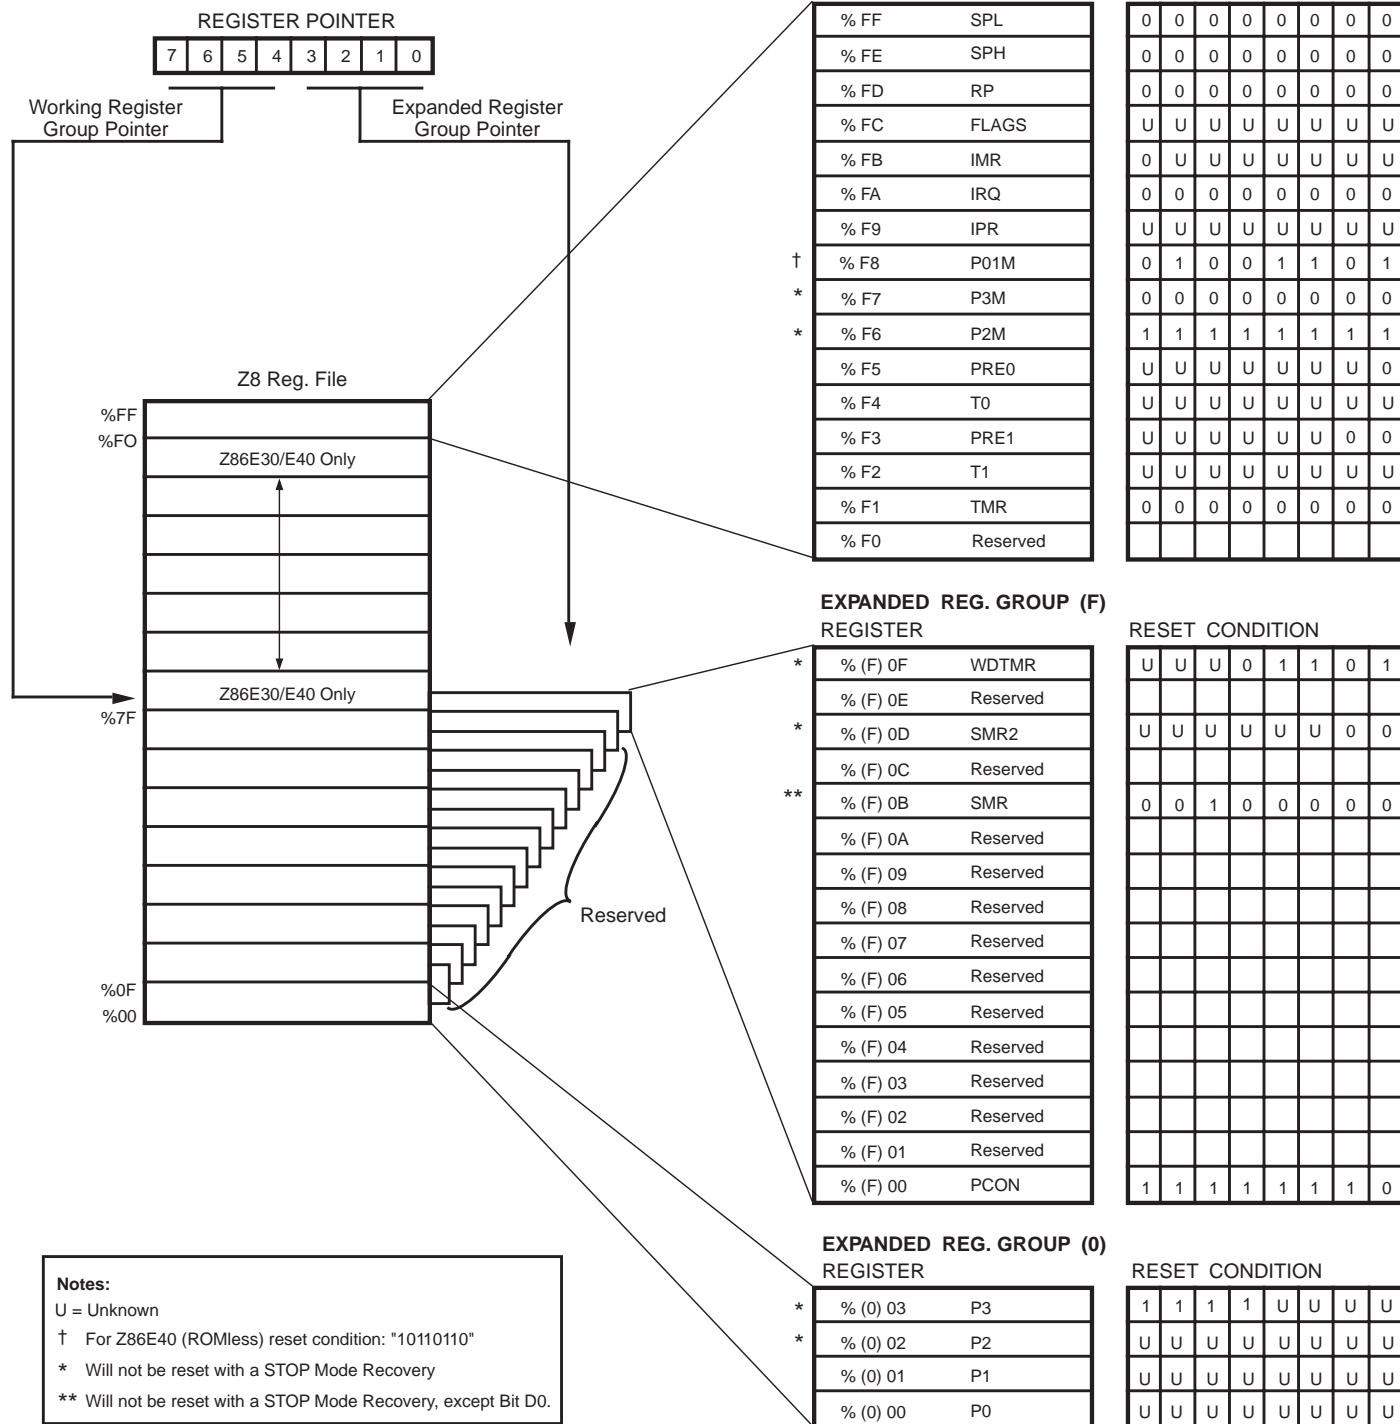 REGISTER POINTER
7 6 5 4 3 2 1 0
Working Register
Group Pointer
Expanded Register
Group Pointer
Z8 Reg. File
%FF
%FO
Z86E30/E40 Only
Z86E30/E40 Only
%7F
%0F
%00
Reserved
% FF SPL 0 0 0 0 0 0 0 0
% FE SPH 0 0 0 0 0 0 0 0
% FD RP 0 0 0 0 0 0 0 0
% FC FLAGS U U U U U U U U
% FB IMR 0 U U U U U U U
% FA IRQ 0 0 0 0 0 0 0 0
% F9 IPR U U U U U U U U
† % F8 P01M 0 1 0 0 1 1 0 1
* % F7 P3M 0 0 0 0 0 0 0 0
* % F6 P2M 1 1 1 1 1 1 1 1
% F5 PRE0 U U U U U U U 0
% F4 T0 U U U U U U U U
% F3 PRE1 U U U U U U 0 0
% F2 T1 U U U U U U U U
% F1 TMR 0 0 0 0 0 0 0 0
% F0 Reserved
EXPANDED REG. GROUP (F)
REGISTER RESET CONDITION
* % (F) 0F WDTMR U U U 0 1 1 0 1
% (F) 0E Reserved
* % (F) 0D SMR2 U U U U U U 0 0
% (F) 0C Reserved
** % (F) 0B SMR 0 0 1 0 0 0 0 0
% (F) 0A Reserved
% (F) 09 Reserved
% (F) 08 Reserved
% (F) 07 Reserved
% (F) 06 Reserved
% (F) 05 Reserved
% (F) 04 Reserved
% (F) 03 Reserved
% (F) 02 Reserved
% (F) 01 Reserved
% (F) 00 PCON 1 1 1 1 1 1 1 0
EXPANDED REG. GROUP (0)
REGISTER RESET CONDITION
* % (0) 03 P3 1 1 1 1 U U U U
* % (0) 02 P2 U U U U U U U U
% (0) 01 P1 U U U U U U U U
% (0) 00 P0 U U U U U U U U
Notes:
U = Unknown
† For Z86E40 (ROMless) reset condition: "10110110"
* Will not be reset with a STOP Mode Recovery
** Will not be reset with a STOP Mode Recovery, except Bit D0.